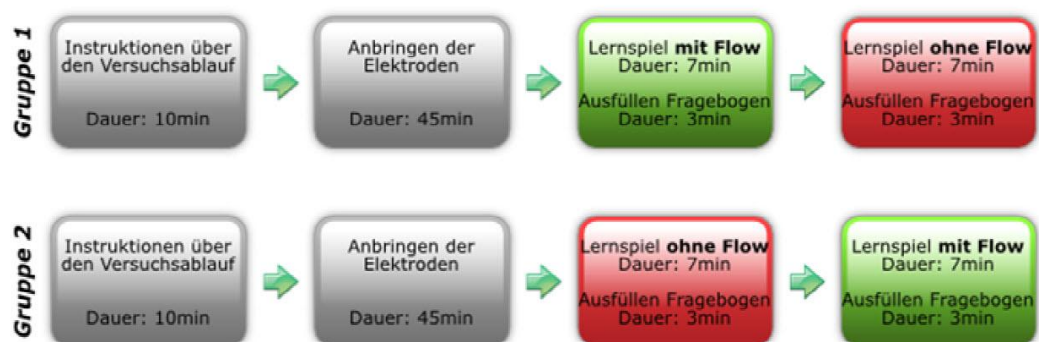 Gruppe 1
Instruktionen über
den Versuchsablauf
Dauer: 10min
Anbringen der
Elektroden
Dauer: 45min
Lernspiel mit Flow
Dauer: 7min
Ausfüllen Fragebogen
Dauer: 3min
Lernspiel ohne Flow
Dauer: 7min
Ausfüllen Fragebogen
Dauer: 3min
Gruppe 2
Instruktionen über
den Versuchsablauf
Dauer: 10min
Anbringen der
Elektroden
Dauer: 45min
Lernspiel ohne Flow
Dauer: 7min
Ausfüllen Fragebogen
Dauer: 3min
Lernspiel mit Flow
Dauer: 7min
Ausfüllen Fragebogen
Dauer: 3min